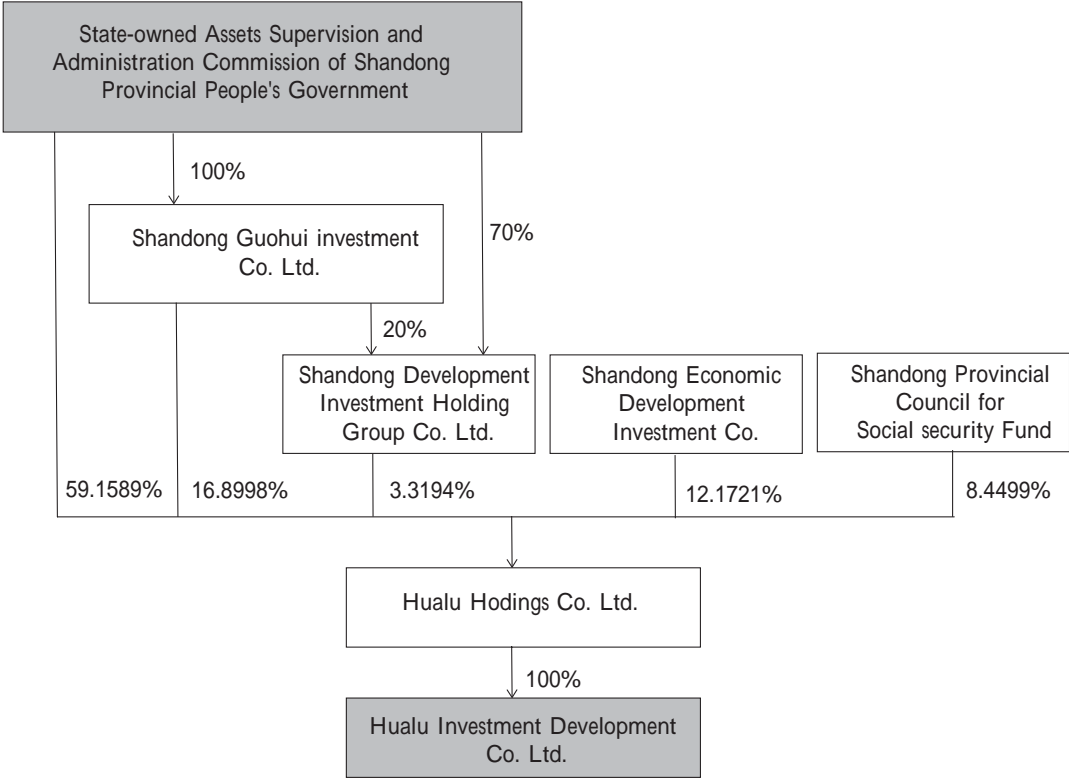 State-owned Assets Supervision and
Administration Commission of Shandong
Provincial People's Government
100%
Shandong Guohui investment
Co. Ltd.
70%
20%
Shandong Development
Investment Holding
Group Co. Ltd.
Shandong Economic
Development
Investment Co.
Shandong Provincial
Council for
Social security Fund
59.1589%
16.8998%
3.3194%
12.1721%
8.4499%
Hualu Hodings Co. Ltd.
100%
Hualu Investment Development
Co. Ltd.